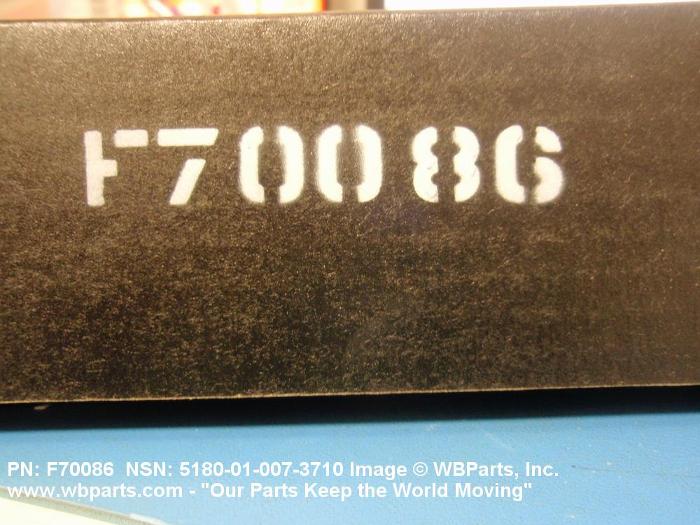 F70086
PN: F70086 NSN: 5180-01-007-3710 Image © WBParts, Inc.
www.wbparts.com - "Our Parts Keep the World Moving"